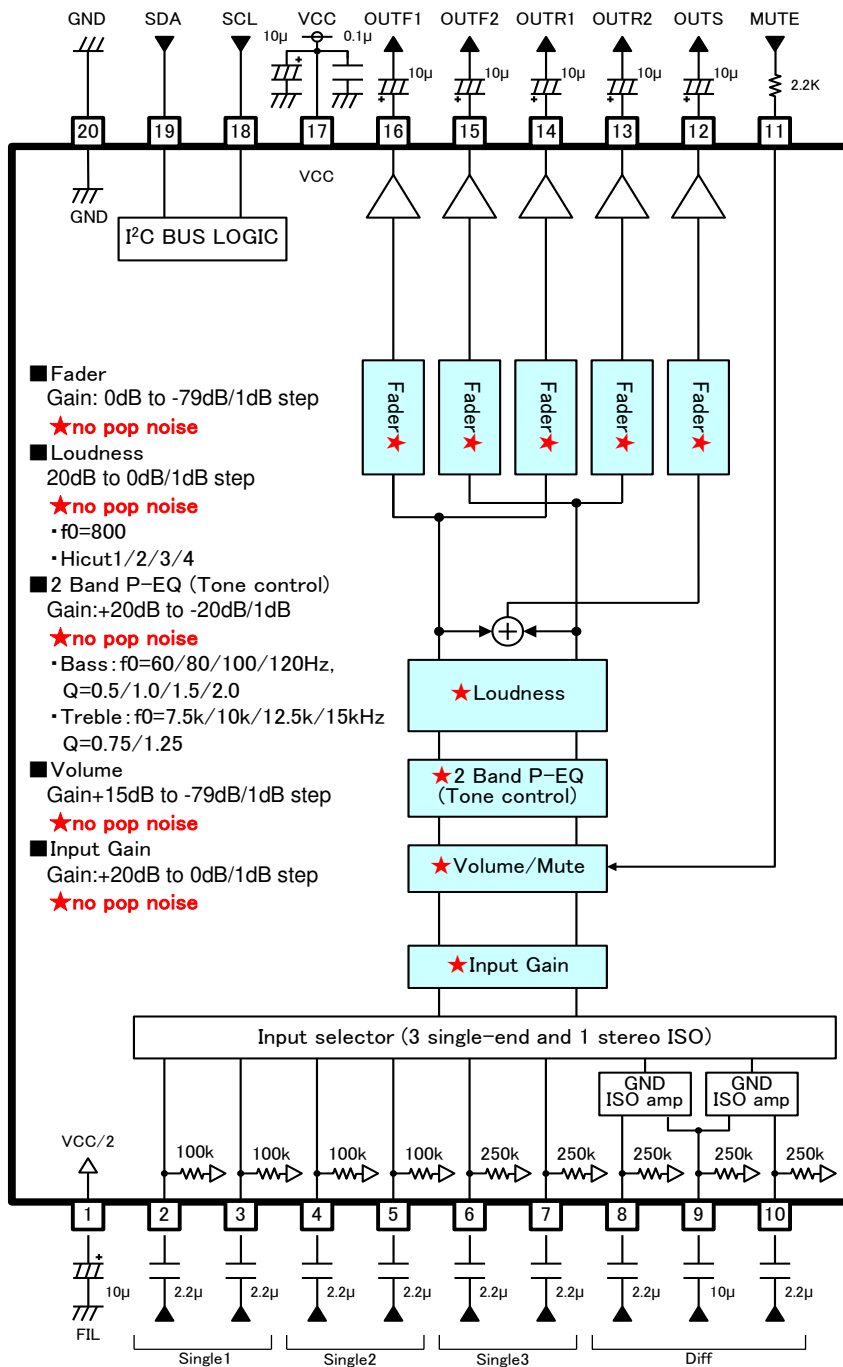 GND SDA SCL VCC OUTF1 OUTF2 OUTR1 OUTR2 OUTS MUTE
10μ + 0.1μ 10μ 10μ 10μ 10μ 10μ 2.2K
+ + + + +
20 19 18 17 16 15 14 13 12 11
VCC
GND
I²C BUS LOGIC
Fader★ Fader★ Fader★ Fader★ Fader★
■Fader
Gain: 0dB to -79dB/1dB step
★no pop noise
■Loudness
20dB to 0dB/1dB step
★no pop noise
・f0=800
・Hicut1/2/3/4
■2 Band P-EQ (Tone control)
Gain:+20dB to -20dB/1dB
★no pop noise
・Bass:f0=60/80/100/120Hz,
Q=0.5/1.0/1.5/2.0
・Treble:f0=7.5k/10k/12.5k/15kHz
Q=0.75/1.25
■Volume
Gain+15dB to -79dB/1dB step
★no pop noise
■Input Gain
Gain:+20dB to 0dB/1dB step
★no pop noise
+
★Loudness
★2 Band P-EQ
(Tone control)
★Volume/Mute
★Input Gain
Input selector (3 single-end and 1 stereo ISO)
GND
ISO amp
GND
ISO amp
VCC/2
100k 100k 100k 100k 250k 250k 250k 250k 250k
1 2 3 4 5 6 7 8 9 10
+
10μ 2.2μ 2.2μ 2.2μ 2.2μ 2.2μ 2.2μ 2.2μ 10μ 2.2μ
FIL
Single1 Single2 Single3 Diff